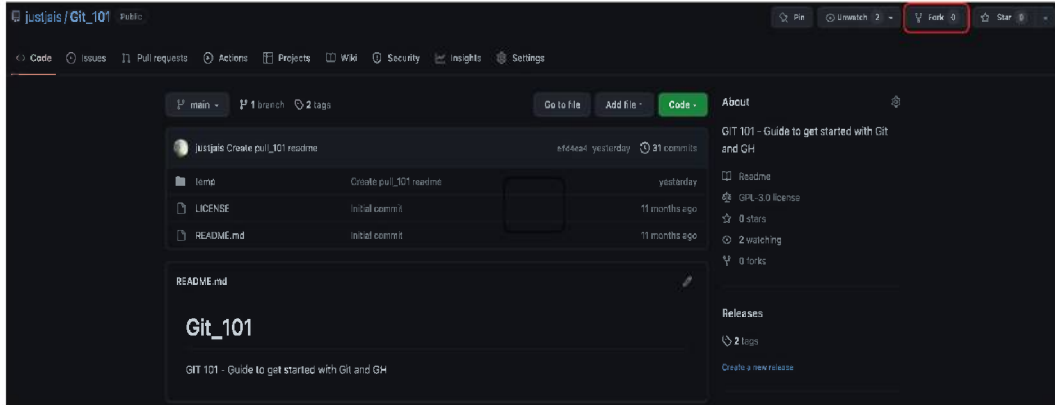 justjais / Git_101 Public
Pin Unwatch 2 Fork 0 Star 0
Code Issues Pull requests Actions Projects Wiki Security Insights Settings
main 1 branch 2 tags Go to file Add file Code
justjais Create pull_101 readme yesterday 31 commits
temp Create pull_101 readme yesterday
LICENSE Initial commit 11 months ago
README.md Initial commit 11 months ago
README.md
Git_101
GIT 101 - Guide to get started with Git and GH
About
GIT 101 - Guide to get started with Git
and GH
Readme
GPL-3.0 license
0 stars
2 watching
0 forks
Releases
2 tags
Create a new release